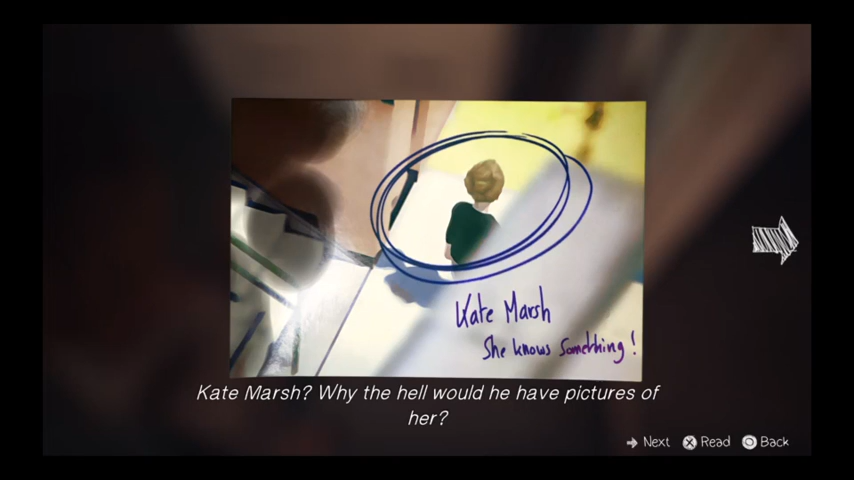 Kate Marsh
She knows something!
Kate Marsh? Why the hell would he have pictures of
her?
Next Read Back